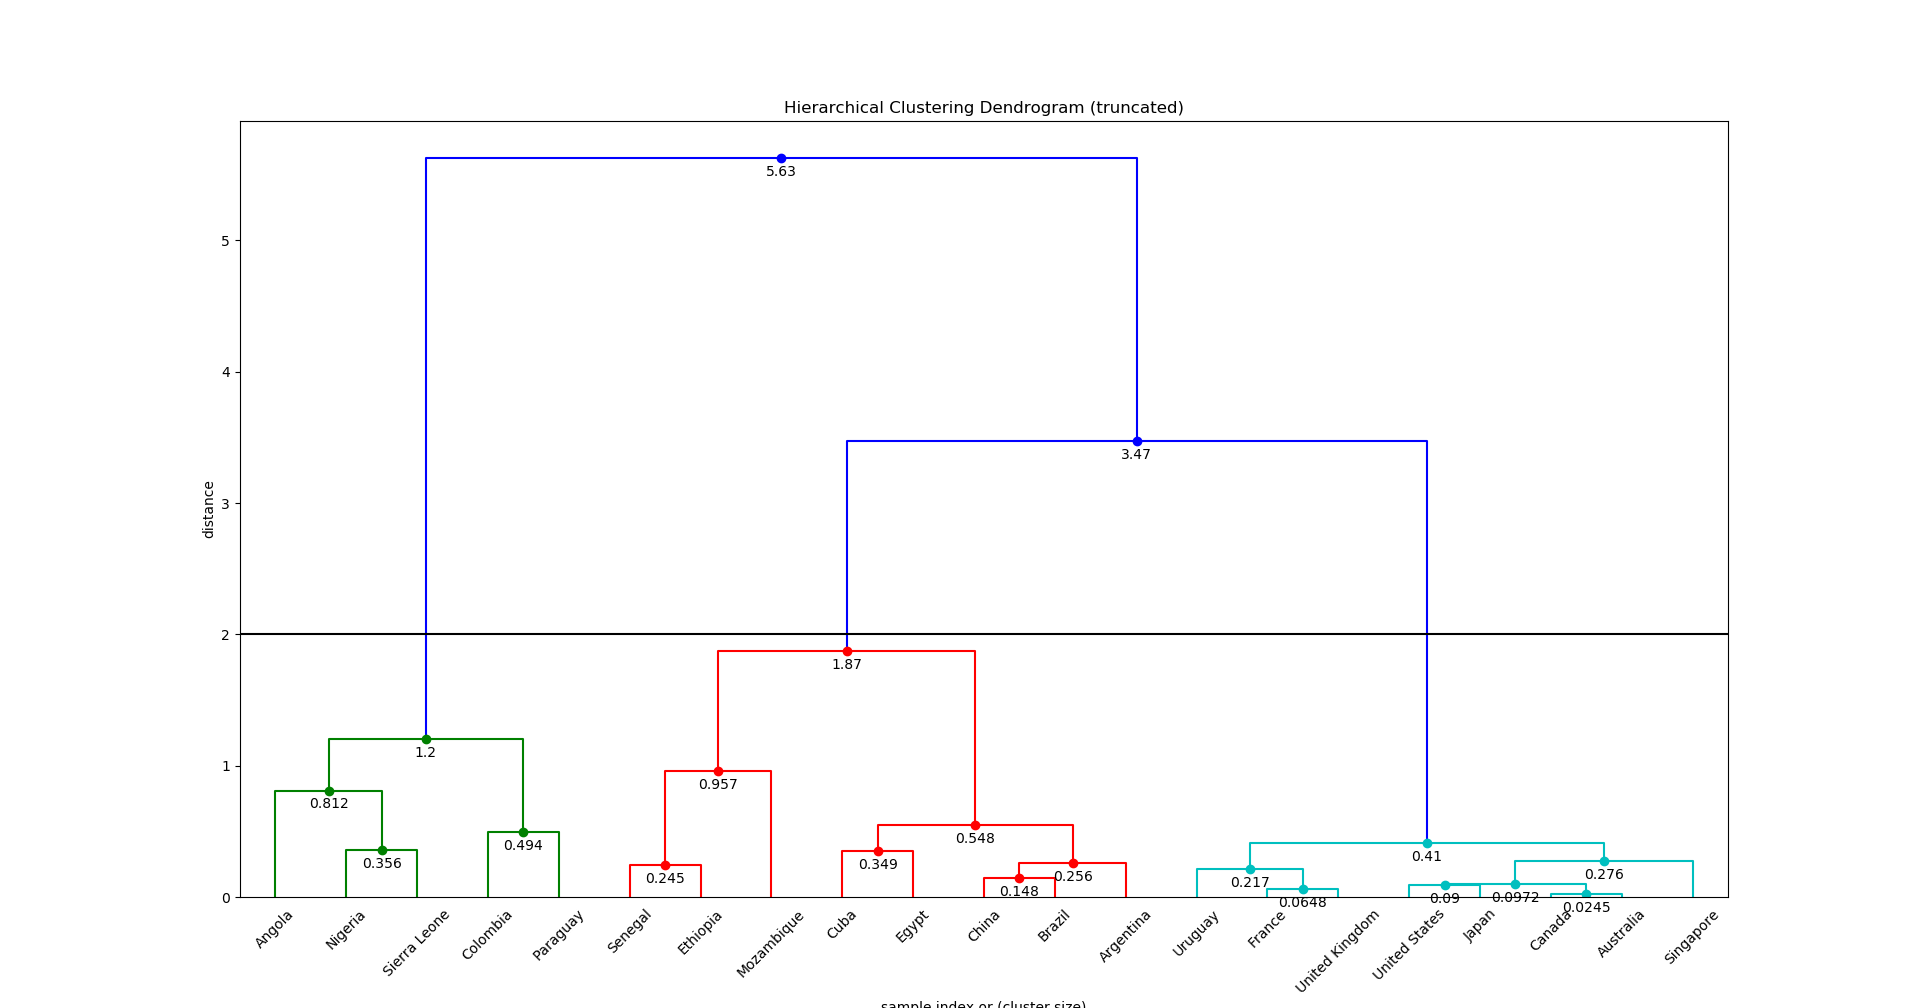 Hierarchical Clustering Dendrogram (truncated)
5.63
5
4
3.47
3
distance
2
1.87
1.2
1
0.957
0.812
0.548
0.494
0.41
0.356
0.349
0.276
0.256
0.245
0.217
0.148
0.09
0.0972
0.0648
0.0245
0
Angola
Nigeria
Sierra Leone
Colombia
Paraguay
Senegal
Ethiopia
Mozambique
Cuba
Egypt
China
Brazil
Argentina
Uruguay
France
United Kingdom
United States
Japan
Canada
Australia
Singapore
sample index or (cluster size)